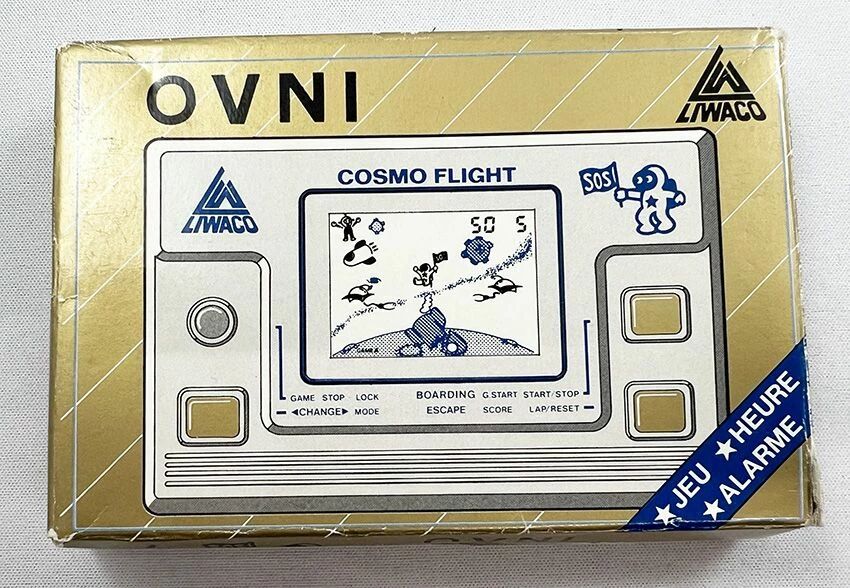 OVNI
LIWACO
COSMO FLIGHT
LIWACO
SOS!
50 5
GAME A
GAME STOP LOCK
◄CHANGE► MODE
BOARDING G.START START/STOP
ESCAPE SCORE LAP/RESET
★JEU ★HEURE
★ALARME